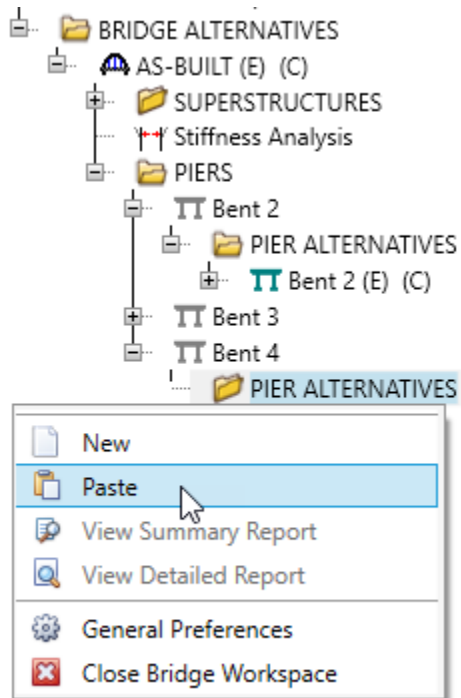 BRIDGE ALTERNATIVES
AS-BUILT (E) (C)
SUPERSTRUCTURES
Stiffness Analysis
PIERS
Bent 2
PIER ALTERNATIVES
Bent 2 (E) (C)
Bent 3
Bent 4
PIER ALTERNATIVES
New
Paste
View Summary Report
View Detailed Report
General Preferences
Close Bridge Workspace